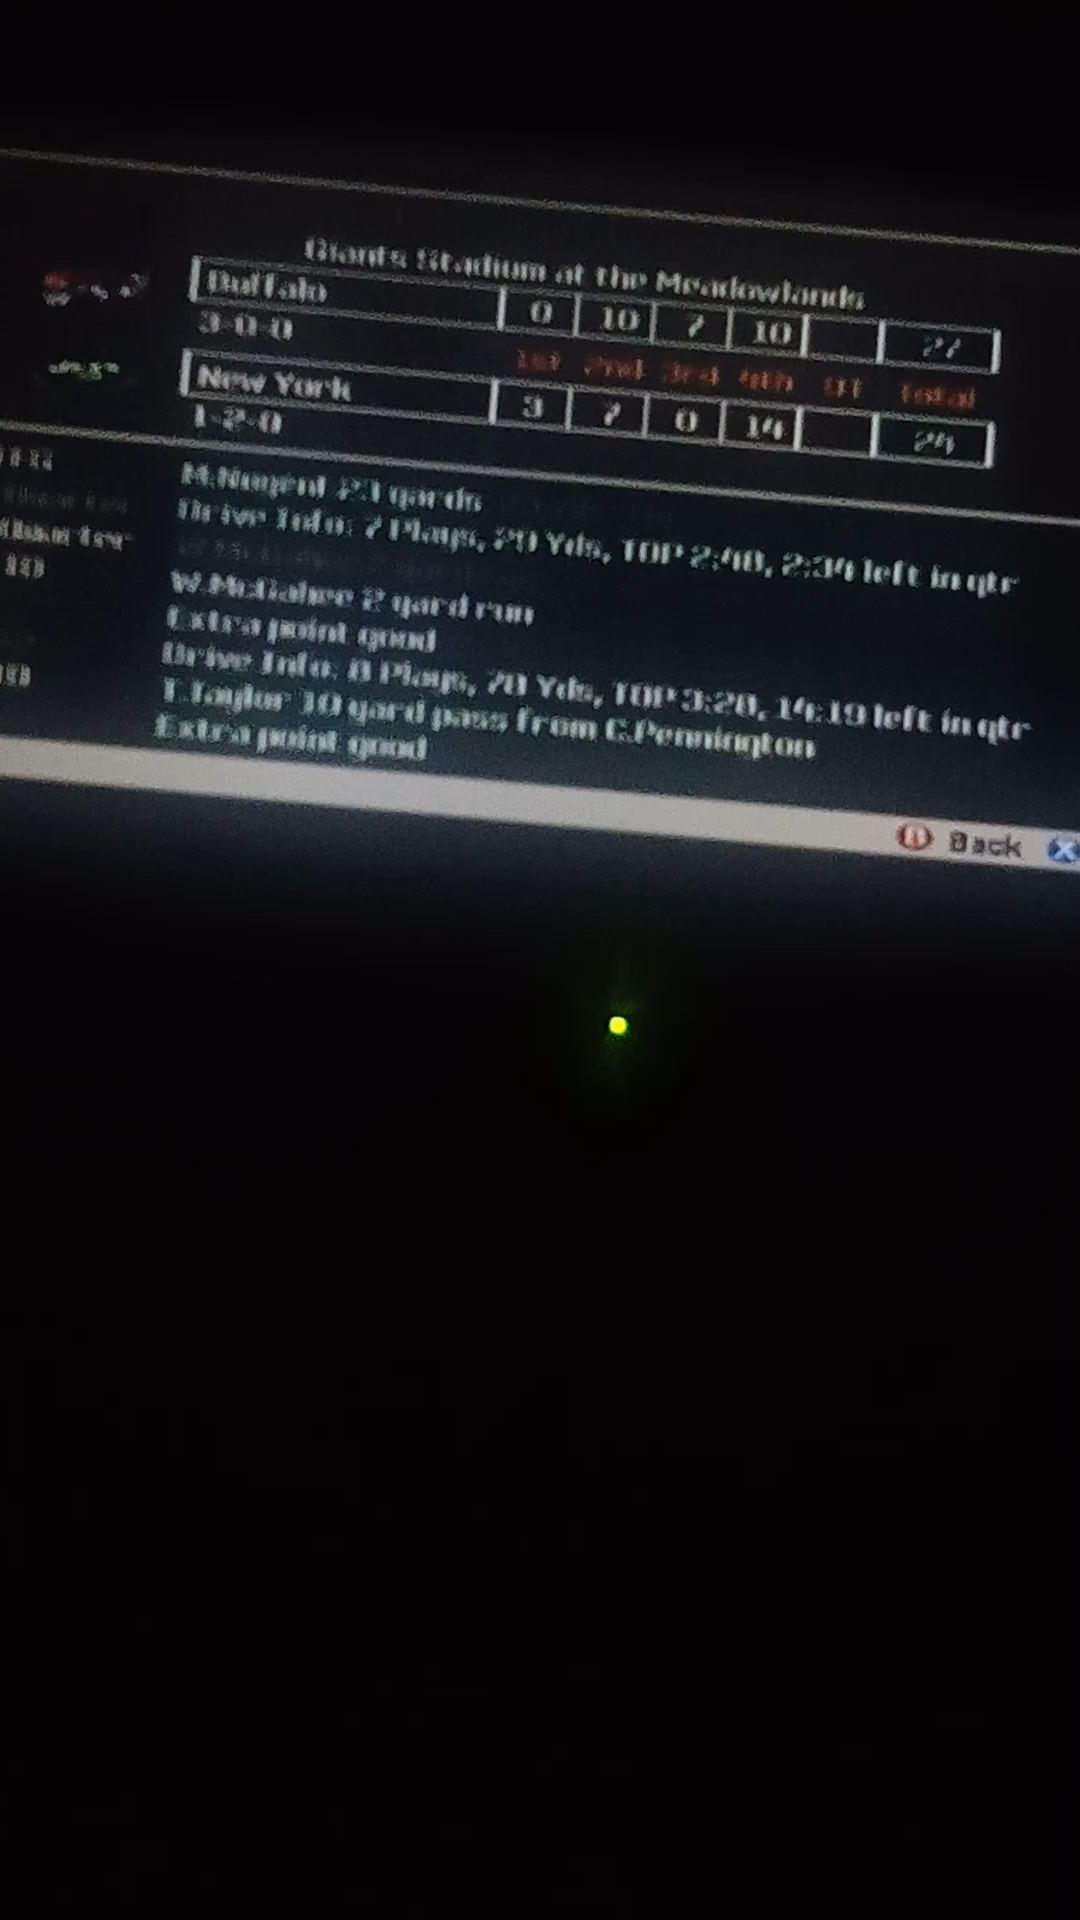 Giants Stadium at the Meadowlands
Buffalo 0 10 7 10 27
3-0-0
1st 2nd 3rd 4th OT total
New York 3 7 0 14 24
1-2-0
M.Nugent 23 yards
Drive Info: 7 Plays, 20 Yds, TOP 2:40, 2:34 left in qtr
W.McGahee 2 yard run
Extra point good
Drive Info: 8 Plays, 70 Yds, TOP 3:28, 14:19 left in qtr
T.Taylor 10 yard pass from C.Pennington
Extra point good
Back X